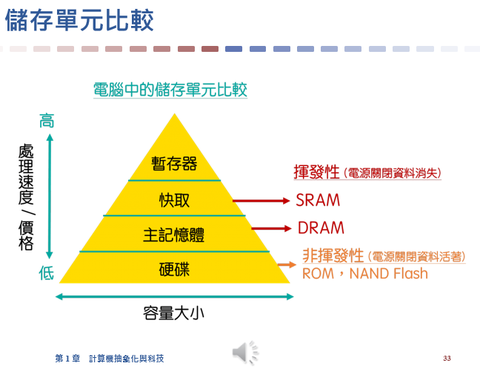 儲存單元比較
電腦中的儲存單元比較
高
處理速度/價格
低
暫存器
快取
主記憶體
硬碟
揮發性 (電源關閉資料消失)
SRAM
DRAM
非揮發性 (電源關閉資料活著)
ROM，NAND Flash
容量大小
第 1 章 計算機抽象化與科技
33